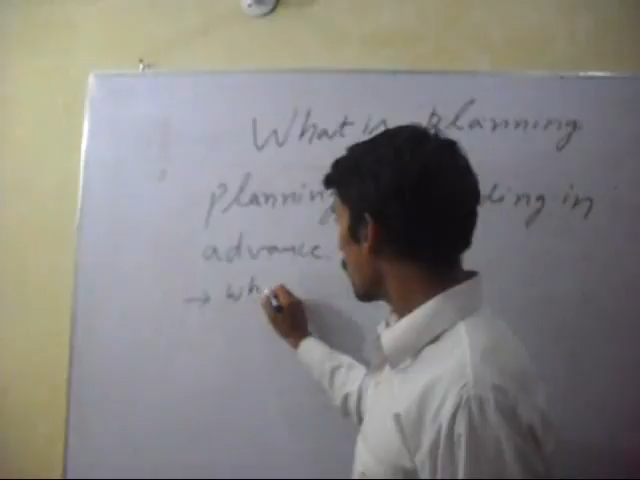 What is planning
planning ding in
advance
→ wh